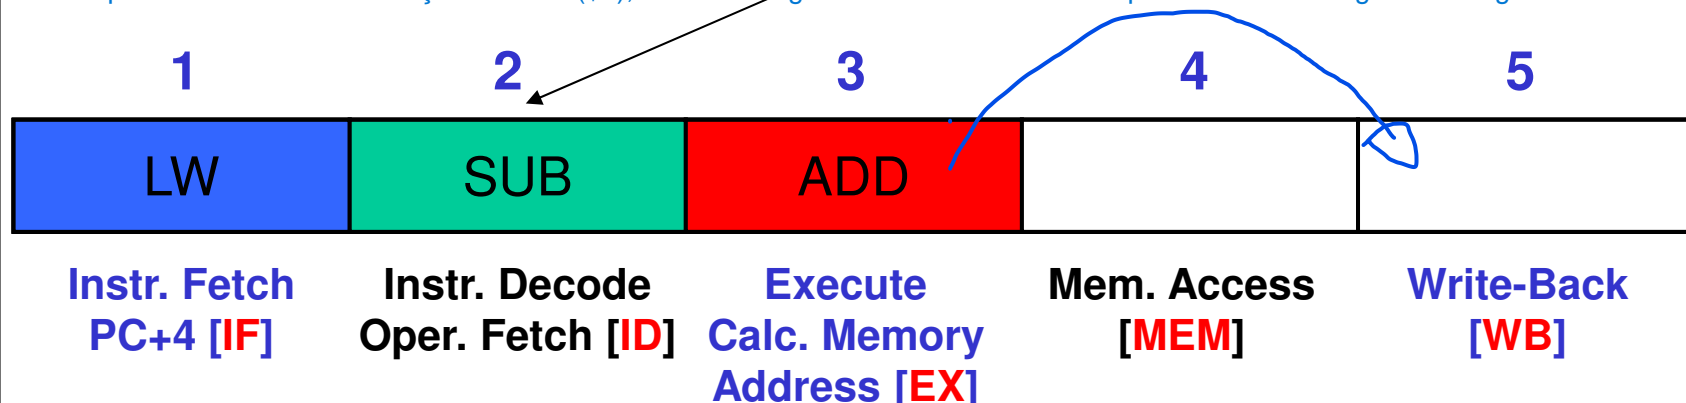 1 2 3 4 5
LW SUB ADD
Instr. Fetch Instr. Decode Execute Mem. Access Write-Back
PC+4 [IF] Oper. Fetch [ID] Calc. Memory [MEM] [WB]
Address [EX]